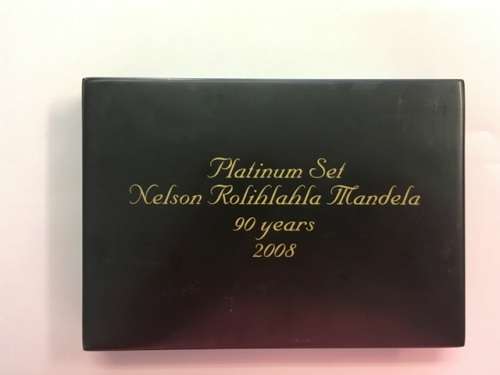 Platinum Set
Nelson Rolihlahla Mandela
90 years
2008